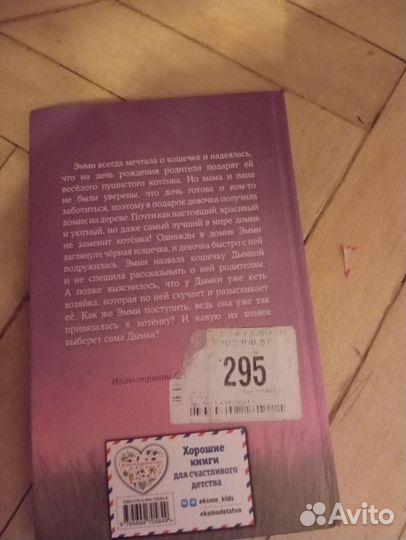 Эмми всегда мечтала о кошечке и надеялась,
что на день рождения родители подарят ей
весёлого пушистого котёнка. Но мама и папа
не были уверены, что дочь готова о ком-то
заботиться, поэтому в подарок девочка получила
домик на дереве. Почти как настоящий, красивый
и уютный, но даже самый лучший в мире домик
не заменит котёнка! Однажды в домик Эмми
заглянула чёрная кошечка, и девочка быстро с ней
подружилась. Эмми назвала кошечку Дымкой
и не спешила рассказывать о ней родителям.
А позже выяснилось, что у Дымки уже есть
хозяйка, которая по ней скучает и разыскивает
её. Как же Эмми поступить, ведь она уже так
привязалась к котёнку? И какую из хозяек
выберет сама Дымка?
Иллюстрации
295
Хорошие
книги
для счастливого
детства
eksmo_kids
eksmodetstvo
Avito